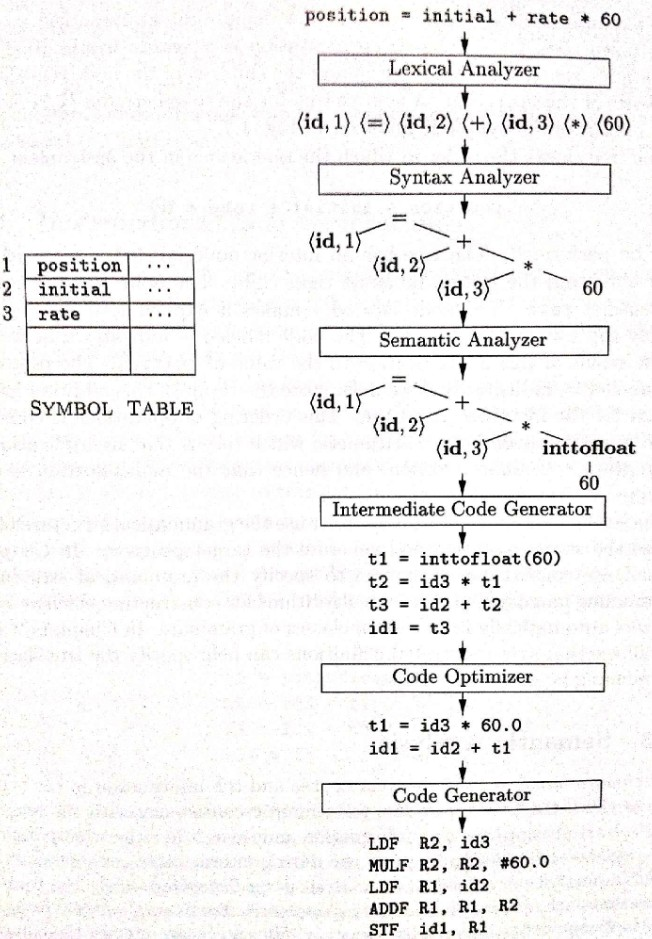 position = initial + rate * 60
Lexical Analyzer
⟨id, 1⟩ ⟨=⟩ ⟨id, 2⟩ ⟨+⟩ ⟨id, 3⟩ ⟨*⟩ ⟨60⟩
Syntax Analyzer
=
⟨id, 1⟩ +
⟨id, 2⟩ *
⟨id, 3⟩ 60
1 position ...
2 initial ...
3 rate ...
SYMBOL TABLE
Semantic Analyzer
=
⟨id, 1⟩ +
⟨id, 2⟩ *
⟨id, 3⟩ inttofloat
60
Intermediate Code Generator
t1 = inttofloat(60)
t2 = id3 * t1
t3 = id2 + t2
id1 = t3
Code Optimizer
t1 = id3 * 60.0
id1 = id2 + t1
Code Generator
LDF R2, id3
MULF R2, R2, #60.0
LDF R1, id2
ADDF R1, R1, R2
STF id1, R1